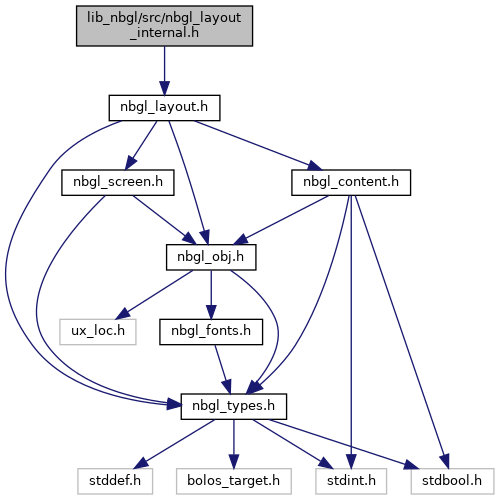 lib_nbgl/src/nbgl_layout
_internal.h
nbgl_layout.h
nbgl_screen.h
nbgl_content.h
nbgl_obj.h
ux_loc.h
nbgl_fonts.h
nbgl_types.h
stddef.h
bolos_target.h
stdint.h
stdbool.h